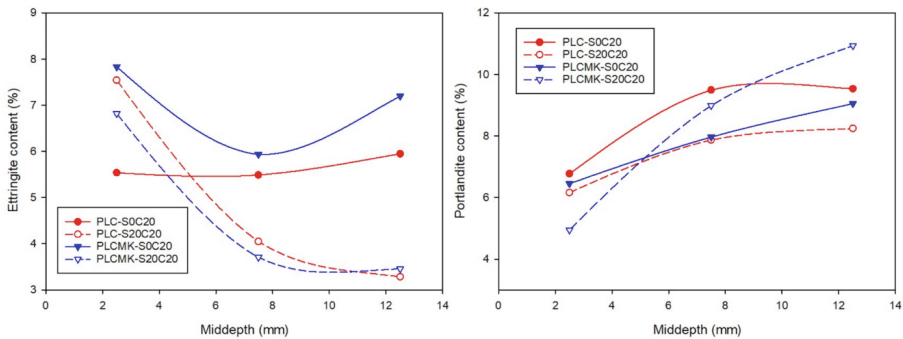 9
8
7
6
5
4
3
Ettringite content (%)
PLC-S0C20
PLC-S20C20
PLCMK-S0C20
PLCMK-S20C20
0 2 4 6 8 10 12 14
Middepth (mm)
12
10
8
6
4
Portlandite content (%)
PLC-S0C20
PLC-S20C20
PLCMK-S0C20
PLCMK-S20C20
0 2 4 6 8 10 12 14
Middepth (mm)